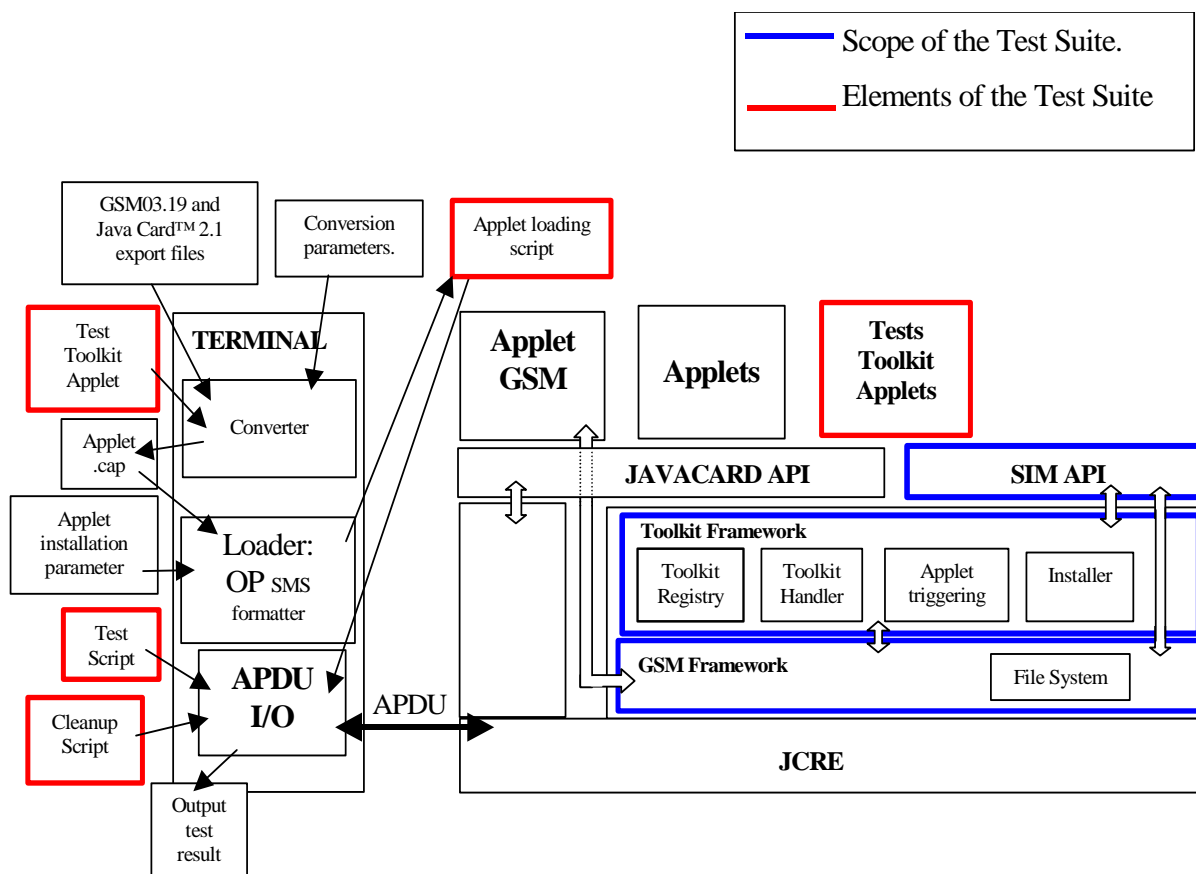 Scope of the Test Suite.
Elements of the Test Suite
GSM03.19 and
Java Card™ 2.1
export files
Conversion
parameters.
Applet loading
script
Test
Toolkit
Applet
TERMINAL
Converter
Applet
.cap
Applet
installation
parameter
Loader:
OP SMS
formatter
Test
Script
APDU
I/O
Cleanup
Script
Output
test
result
APDU
Applet
GSM
Applets
Tests
Toolkit
Applets
JAVACARD API
SIM API
Toolkit Framework
Toolkit
Registry
Toolkit
Handler
Applet
triggering
Installer
GSM Framework
File System
JCRE